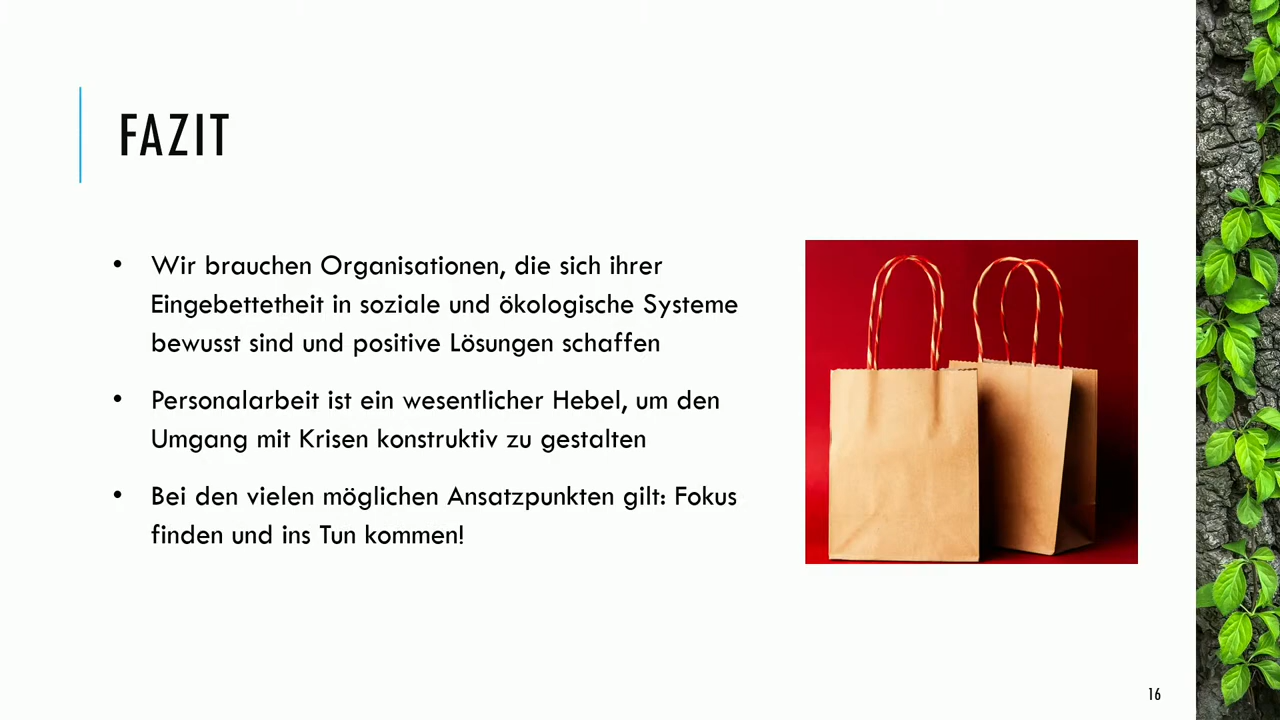 FAZIT
• Wir brauchen Organisationen, die sich ihrer
Eingebettetheit in soziale und ökologische Systeme
bewusst sind und positive Lösungen schaffen
• Personalarbeit ist ein wesentlicher Hebel, um den
Umgang mit Krisen konstruktiv zu gestalten
• Bei den vielen möglichen Ansatzpunkten gilt: Fokus
finden und ins Tun kommen!
16